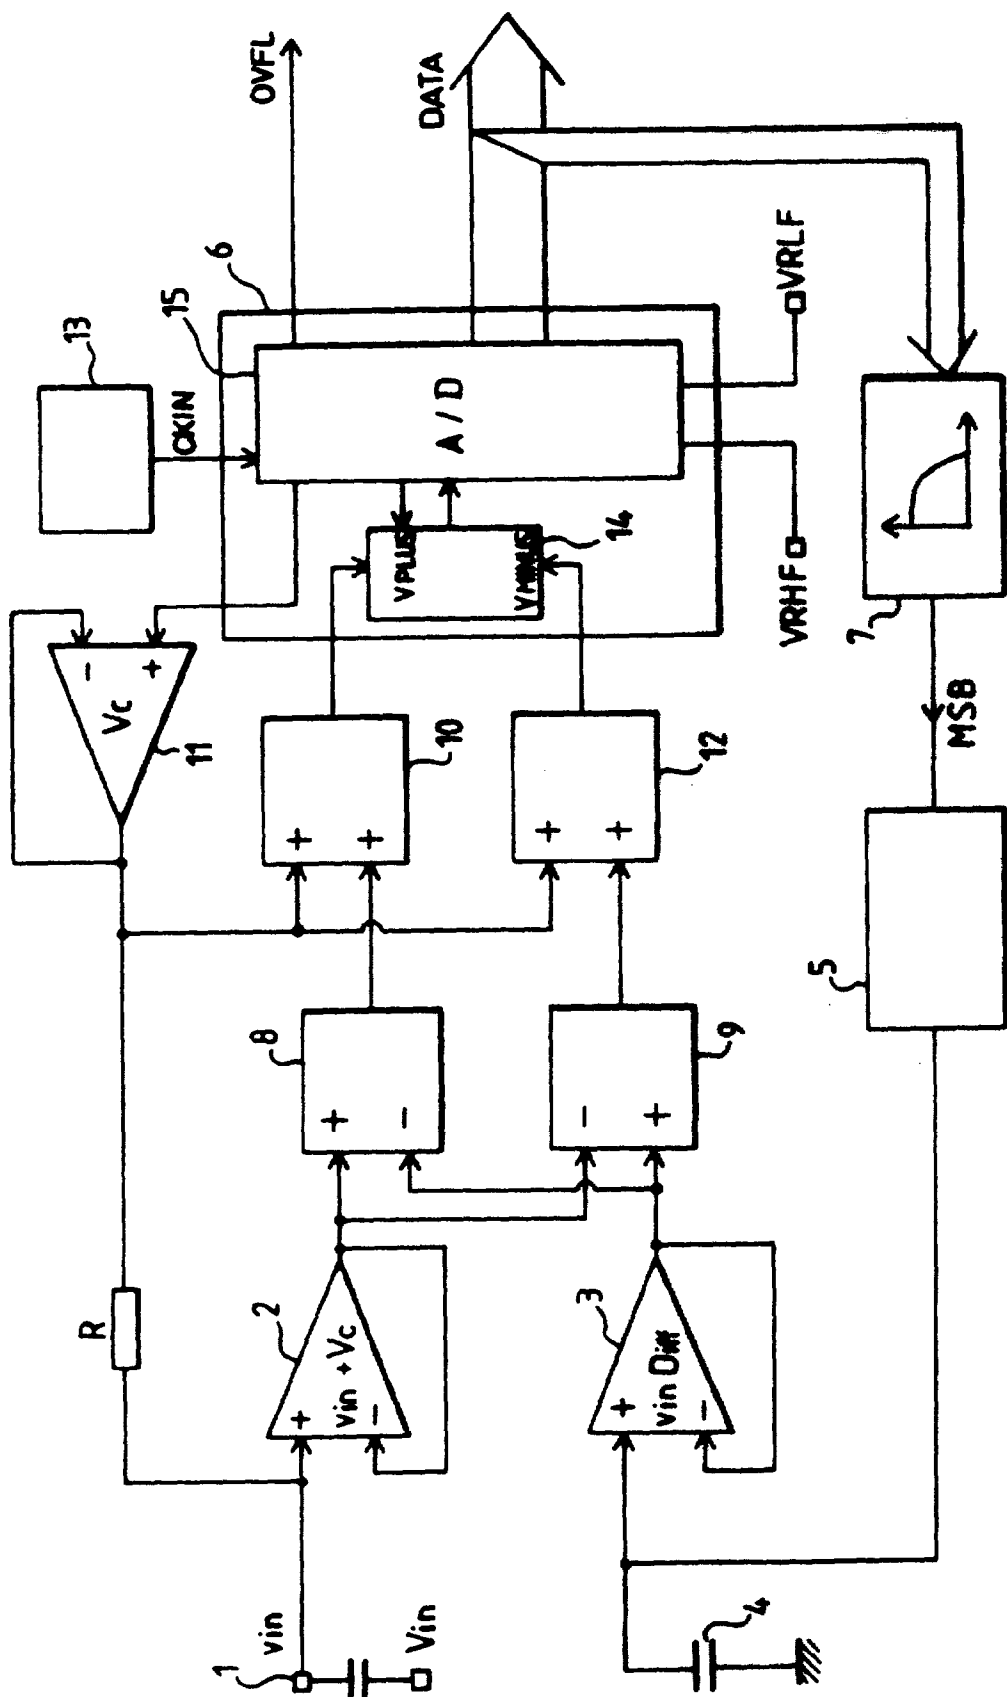 OVFL
DATA
6
15
13
CKIN
A / D
VRLF
VRHF
VPLUS
VMINUS
14
7
MSB
-
+
Vc
11
10
+
+
12
+
+
5
8
+
-
9
-
+
R
2
vin + Vc
+
-
3
vin Diff
+
-
1
vin
Vin
4